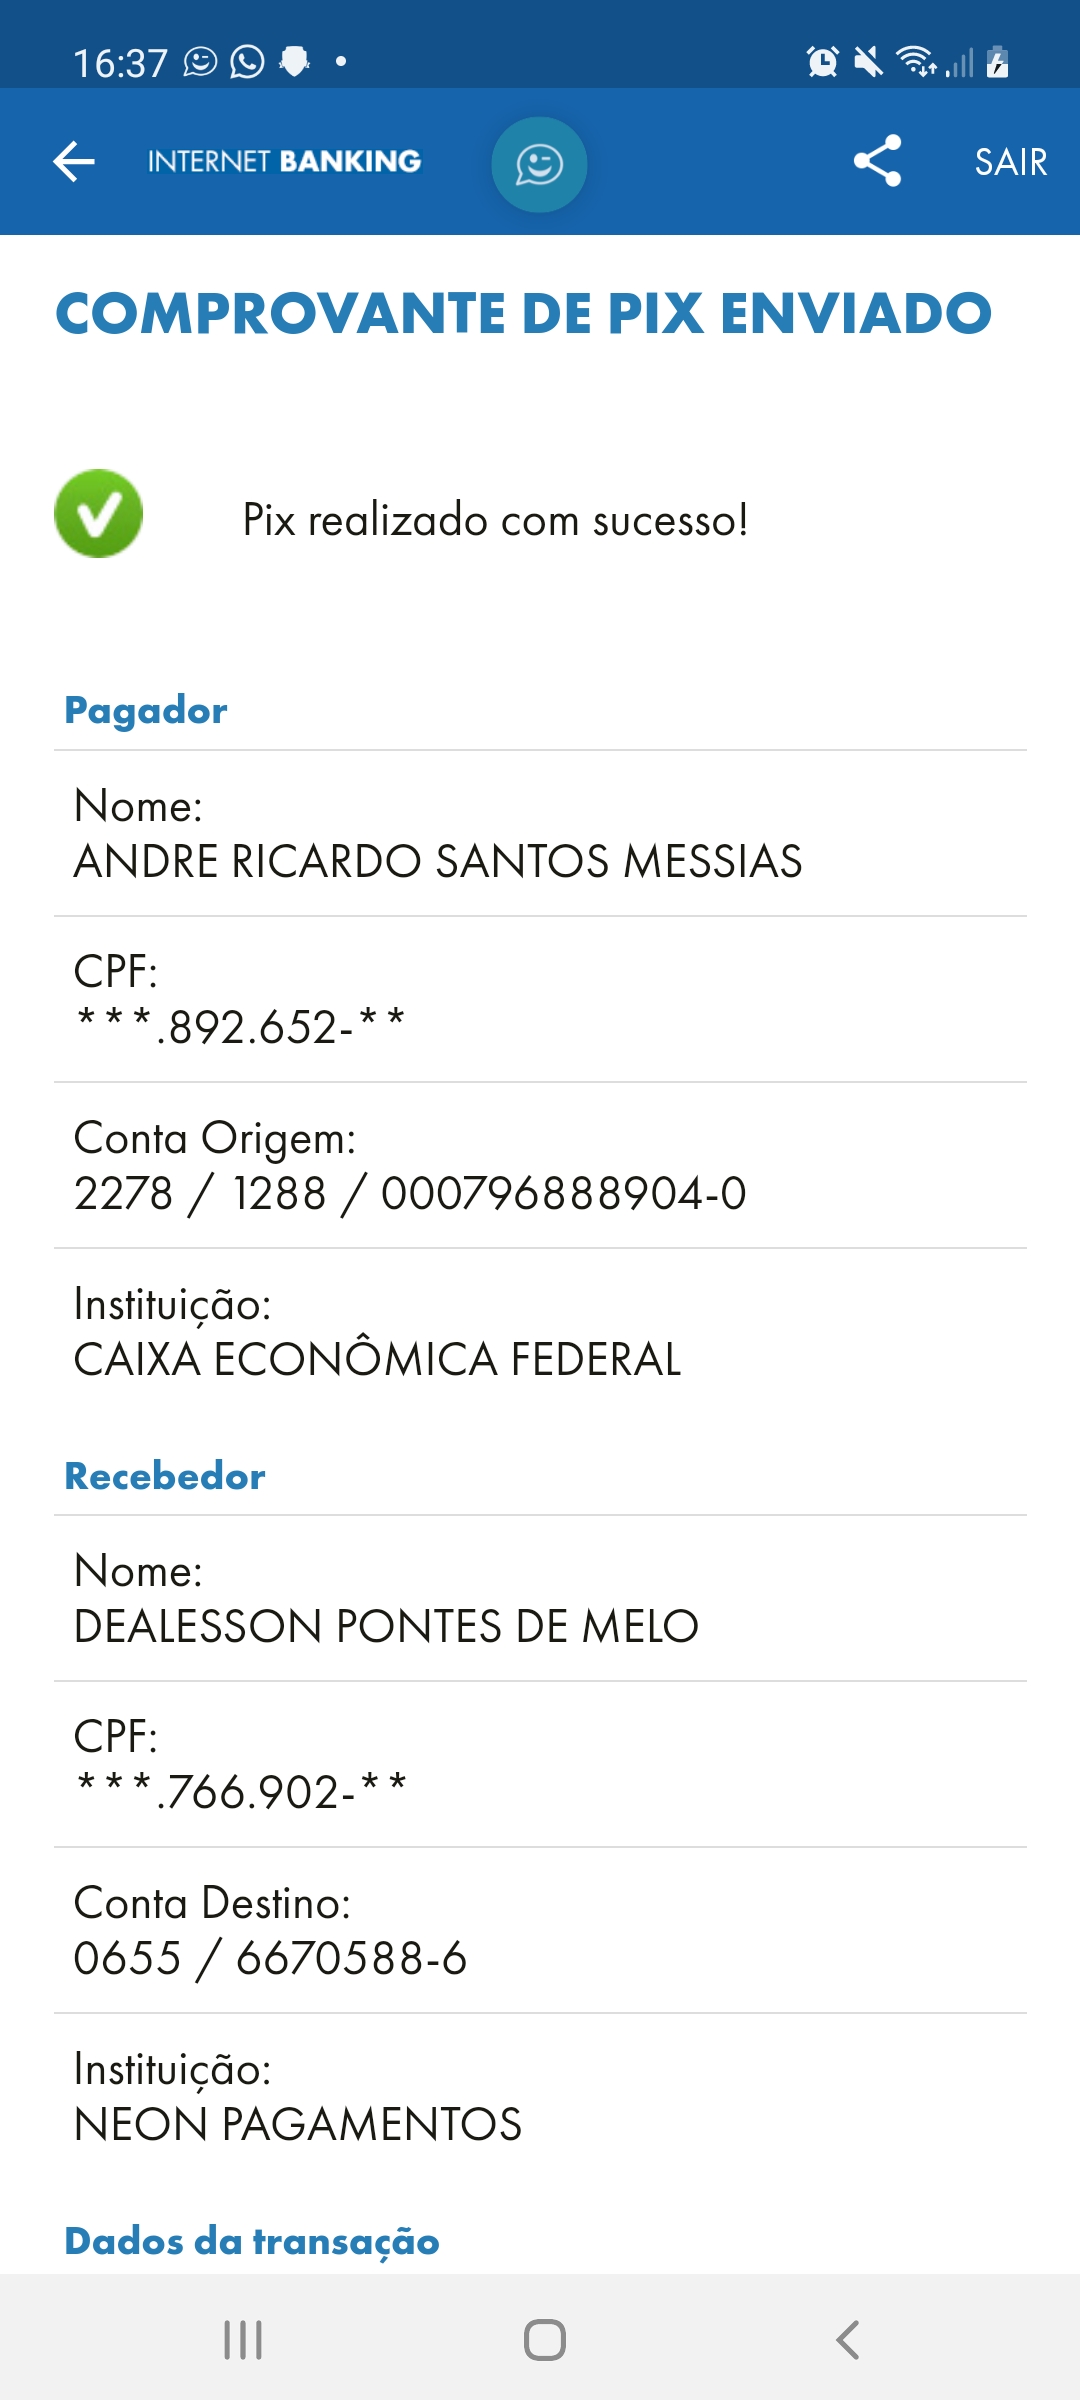 16:37
INTERNET BANKING
SAIR
COMPROVANTE DE PIX ENVIADO
Pix realizado com sucesso!
Pagador
Nome:
ANDRE RICARDO SANTOS MESSIAS
CPF:
***.892.652-**
Conta Origem:
2278 / 1288 / 000796888904-0
Instituição:
CAIXA ECONÔMICA FEDERAL
Recebedor
Nome:
DEALESSON PONTES DE MELO
CPF:
***.766.902-**
Conta Destino:
0655 / 6670588-6
Instituição:
NEON PAGAMENTOS
Dados da transação